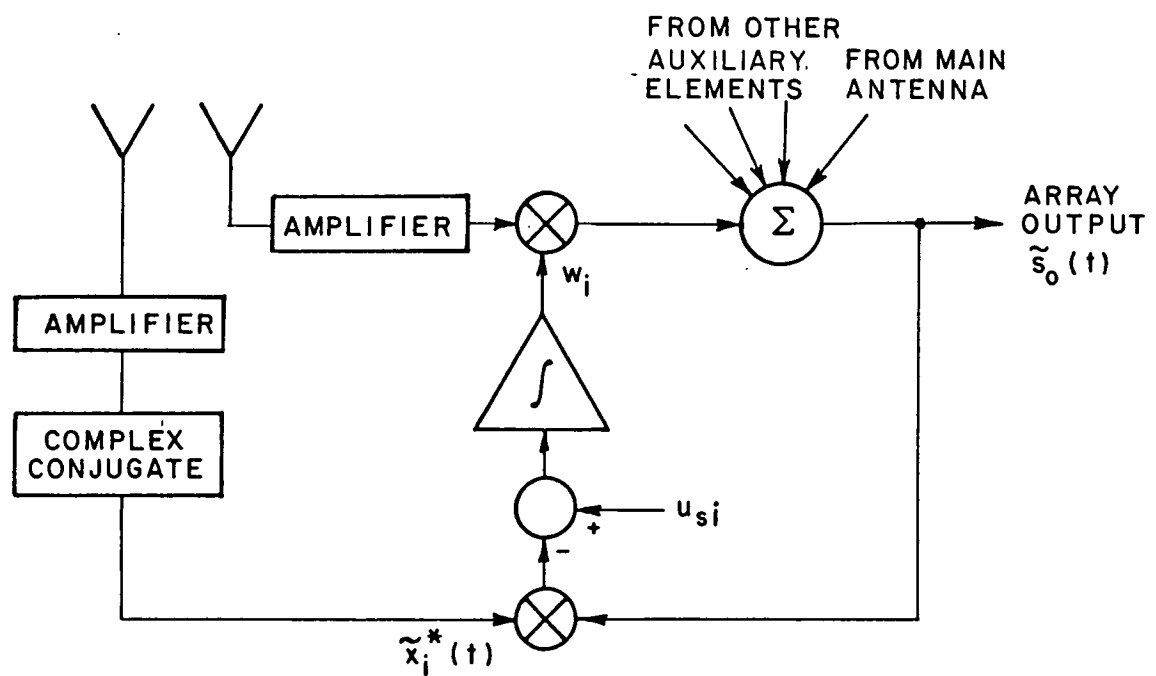 FROM OTHER
AUXILIARY.
ELEMENTS
FROM MAIN
ANTENNA
AMPLIFIER
Σ
ARRAY
OUTPUT
s̃o(t)
wi
AMPLIFIER
∫
COMPLEX
CONJUGATE
+
usi
-
x̃i*(t)